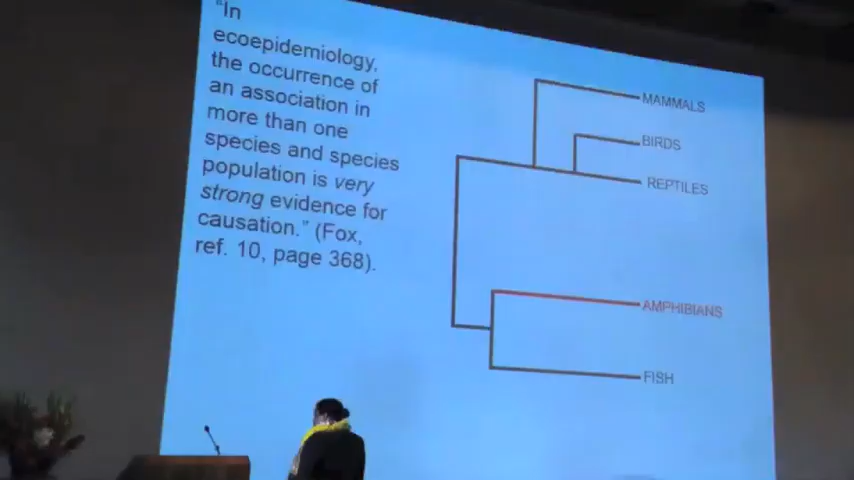 "In
ecoepidemiology,
the occurrence of
an association in
more than one
species and species
population is very
strong evidence for
causation." (Fox,
ref. 10, page 368).
MAMMALS
BIRDS
REPTILES
AMPHIBIANS
FISH